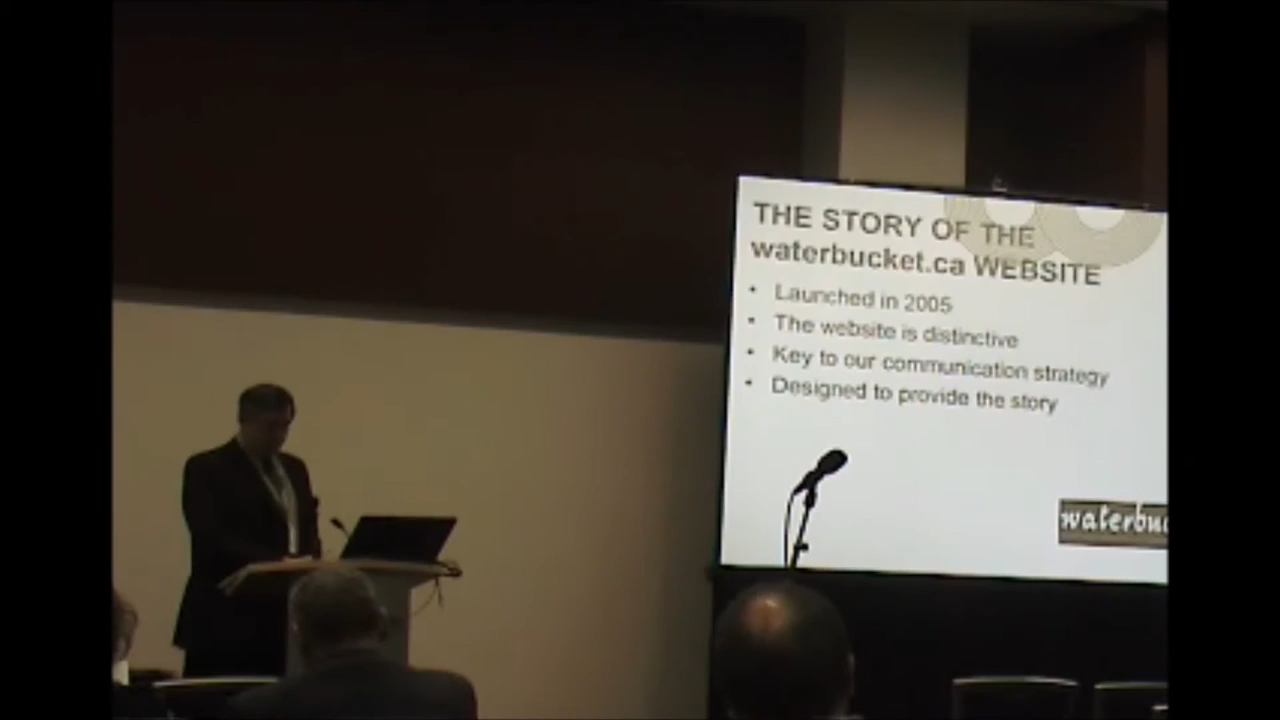 THE STORY OF THE
waterbucket.ca WEBSITE
• Launched in 2005
• The website is distinctive
• Key to our communication strategy
• Designed to provide the story